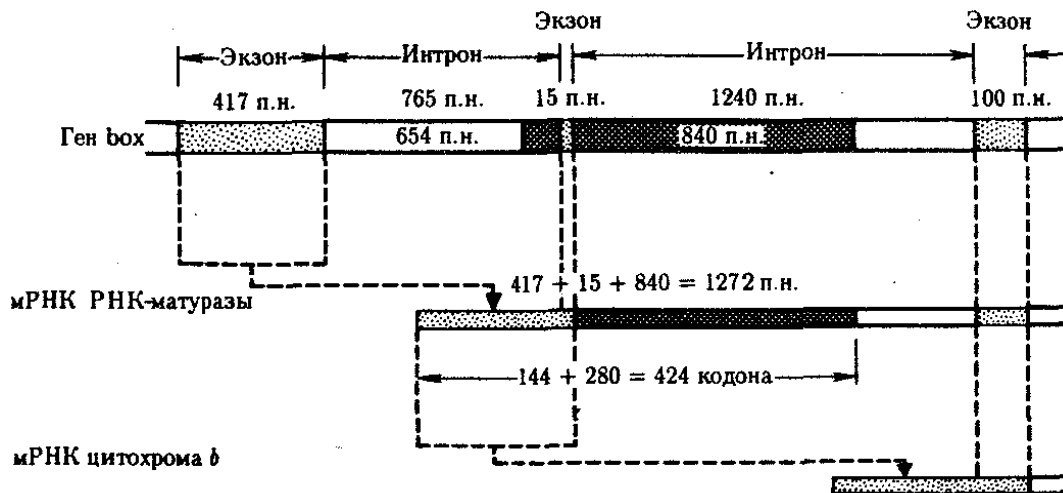 Экзон Экзон
Экзон Интрон Интрон
417 п.н. 765 п.н. 15 п.н. 1240 п.н. 100 п.н.
Ген box 654 п.н. 840 п.н.
417 + 15 + 840 = 1272 п.н.
мРНК РНК-матуразы
144 + 280 = 424 кодона
мРНК цитохрома b